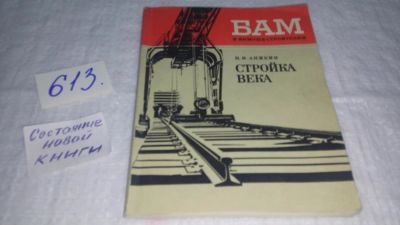 613.
Состояние
новой
книги
БАМ
СТРОЙКА
ВЕКА